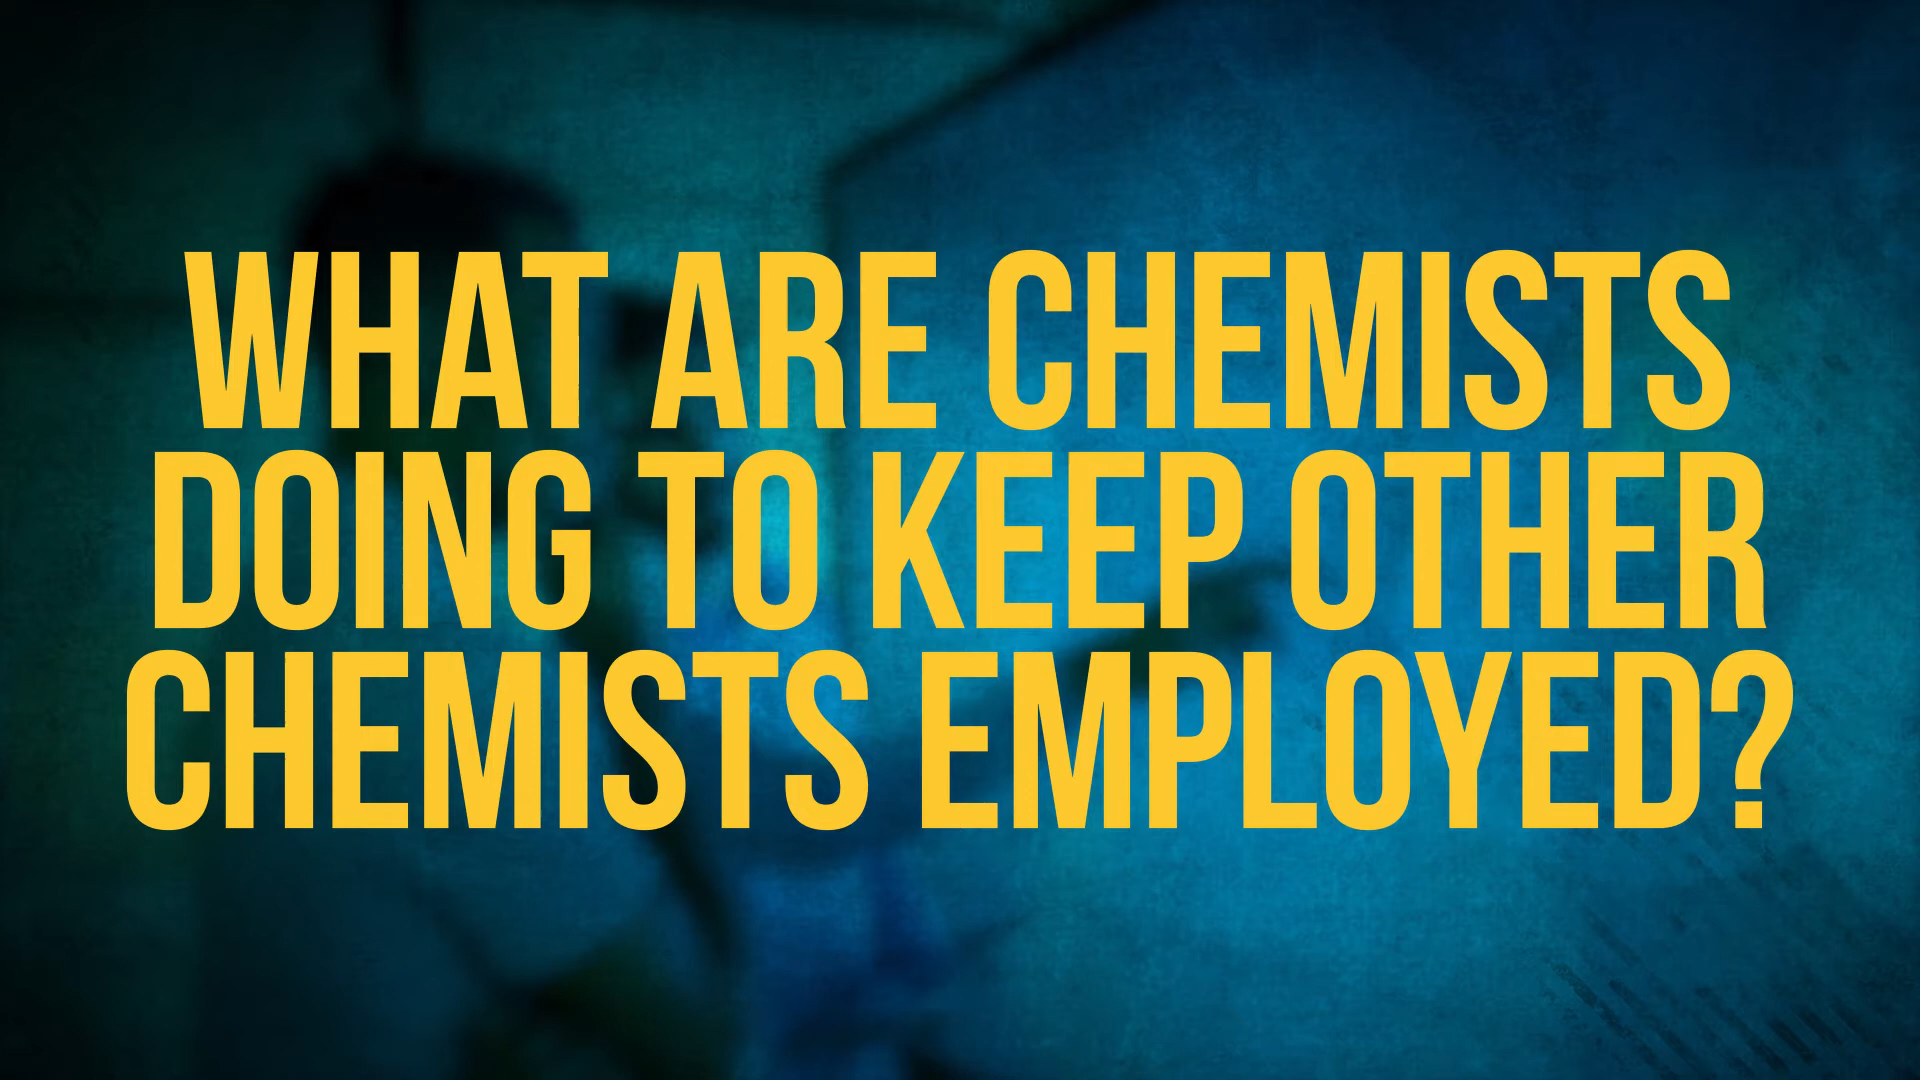 WHAT ARE CHEMISTS
DOING TO KEEP OTHER
CHEMISTS EMPLOYED?